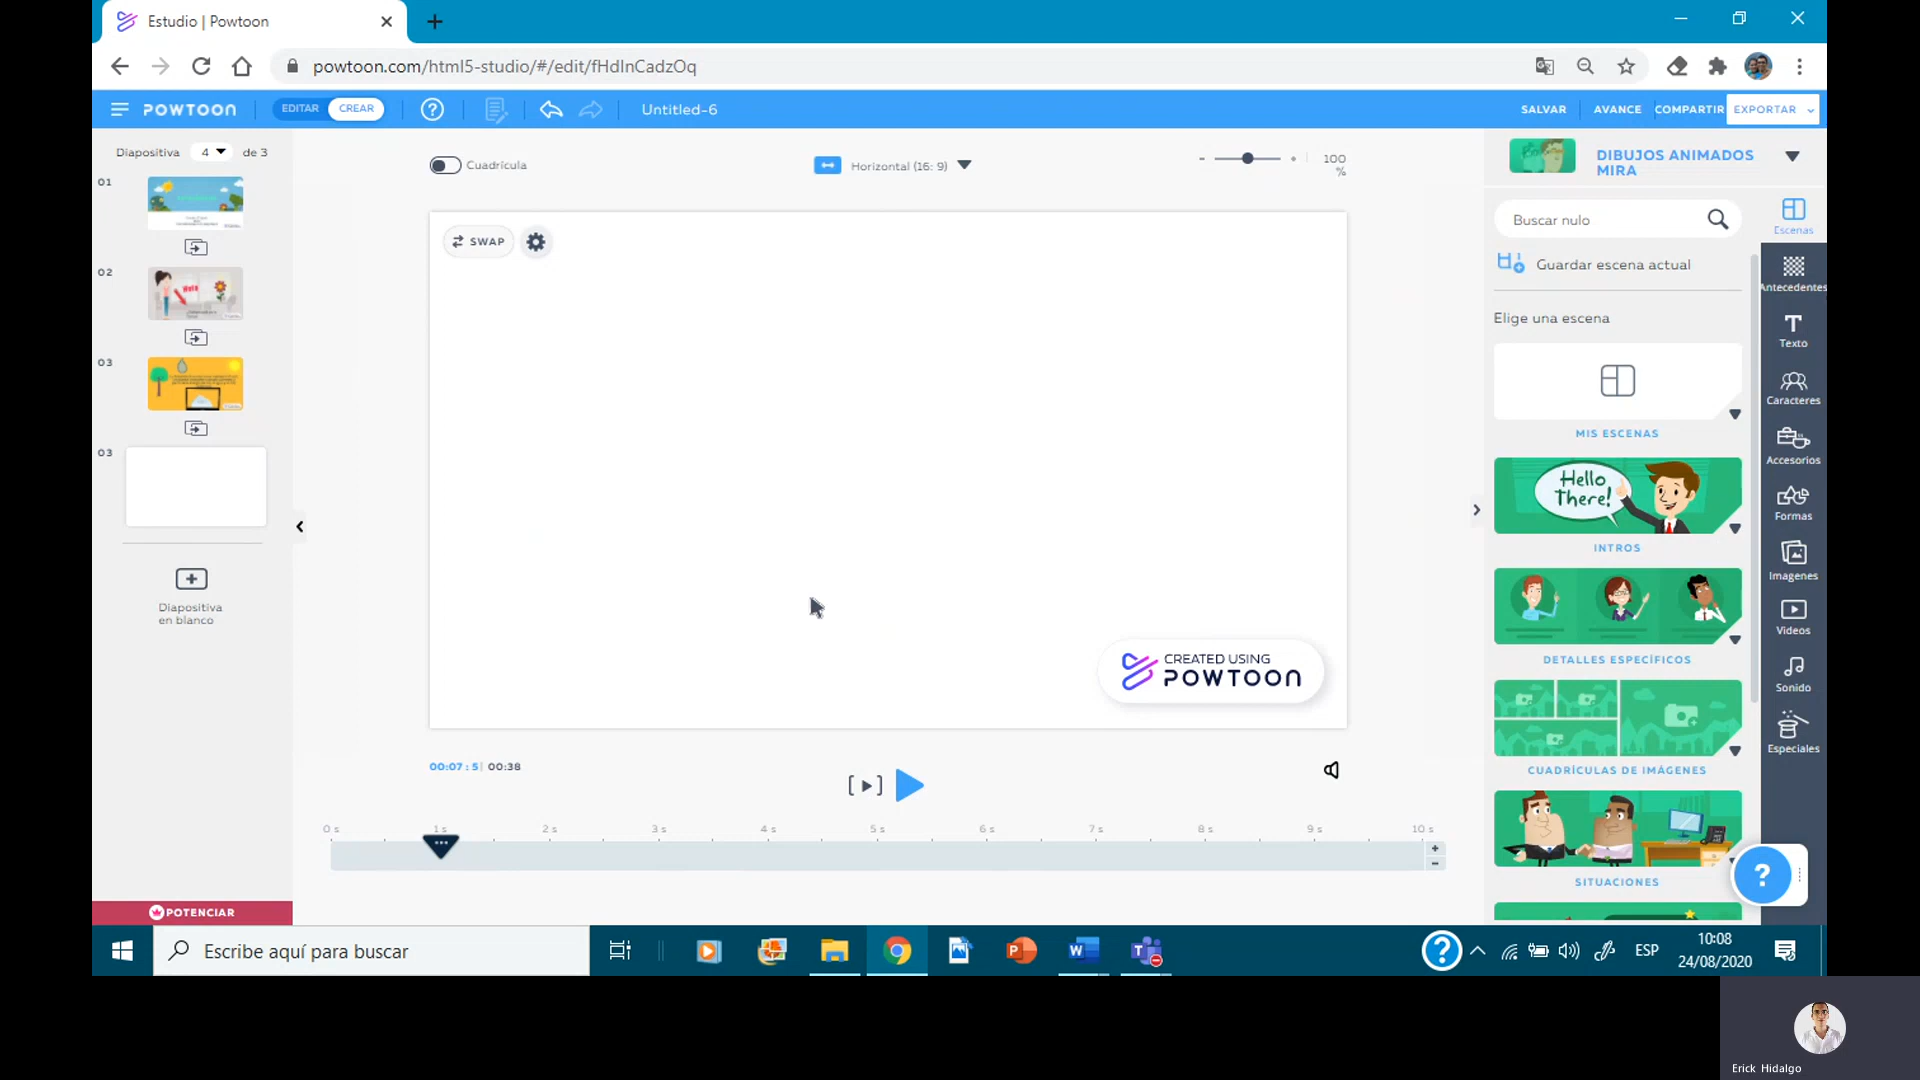 Estudio | Powtoon
powtoon.com/html5-studio/#/edit/fHdInCadzOq
POWTOON
EDITAR
CREAR
Untitled-6
SALVAR
AVANCE
COMPARTIR
EXPORTAR
Diapositiva 4 de 3
01
02
03
03
Diapositiva
en blanco
POTENCIAR
Cuadrícula
Horizontal (16: 9)
100
%
SWAP
CREATED USING
POWTOON
00:07 : 5| 00:38
0 s
1 s
2 s
3 s
4 s
5 s
6 s
7 s
8 s
9 s
10 s
DIBUJOS ANIMADOS
MIRA
Buscar nulo
Guardar escena actual
Elige una escena
MIS ESCENAS
Hello
There!
INTROS
DETALLES ESPECÍFICOS
CUADRÍCULAS DE IMÁGENES
SITUACIONES
Escenas
Antecedentes
Texto
Caracteres
Accesorios
Formas
Imagenes
Videos
Sonido
Especiales
Escribe aquí para buscar
ESP
10:08
24/08/2020
Erick Hidalgo